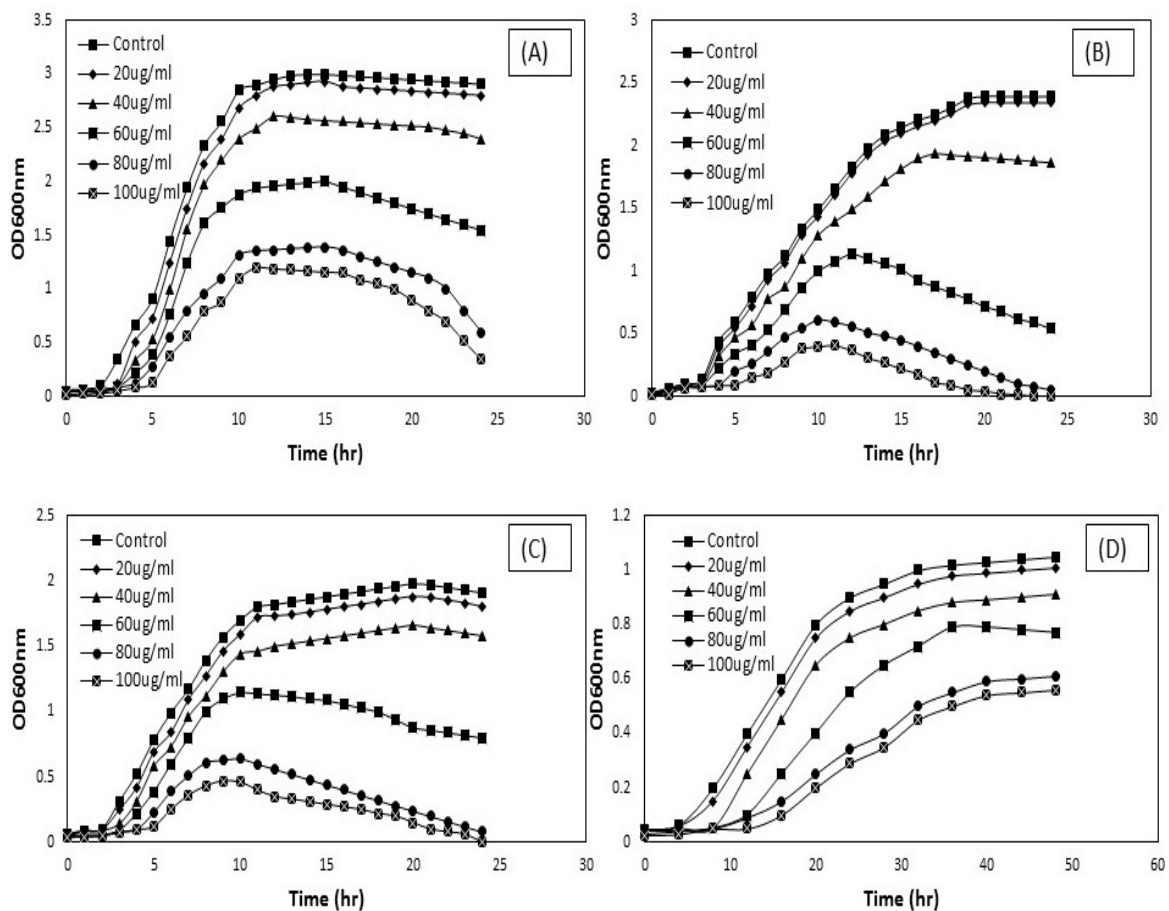 (A)
3.5
3
2.5
2
1.5
1
0.5
0
OD600nm
Control
20ug/ml
40ug/ml
60ug/ml
80ug/ml
100ug/ml
0 5 10 15 20 25 30
Time (hr)
(B)
3
2.5
2
1.5
1
0.5
0
OD600nm
Control
20ug/ml
40ug/ml
60ug/ml
80ug/ml
100ug/ml
0 5 10 15 20 25 30
Time (hr)
(C)
2.5
2
1.5
1
0.5
0
OD600nm
Control
20ug/ml
40ug/ml
60ug/ml
80ug/ml
100ug/ml
0 5 10 15 20 25 30
Time (hr)
(D)
1.2
1
0.8
0.6
0.4
0.2
0
OD600nm
Control
20ug/ml
40ug/ml
60ug/ml
80ug/ml
100ug/ml
0 10 20 30 40 50 60
Time (hr)